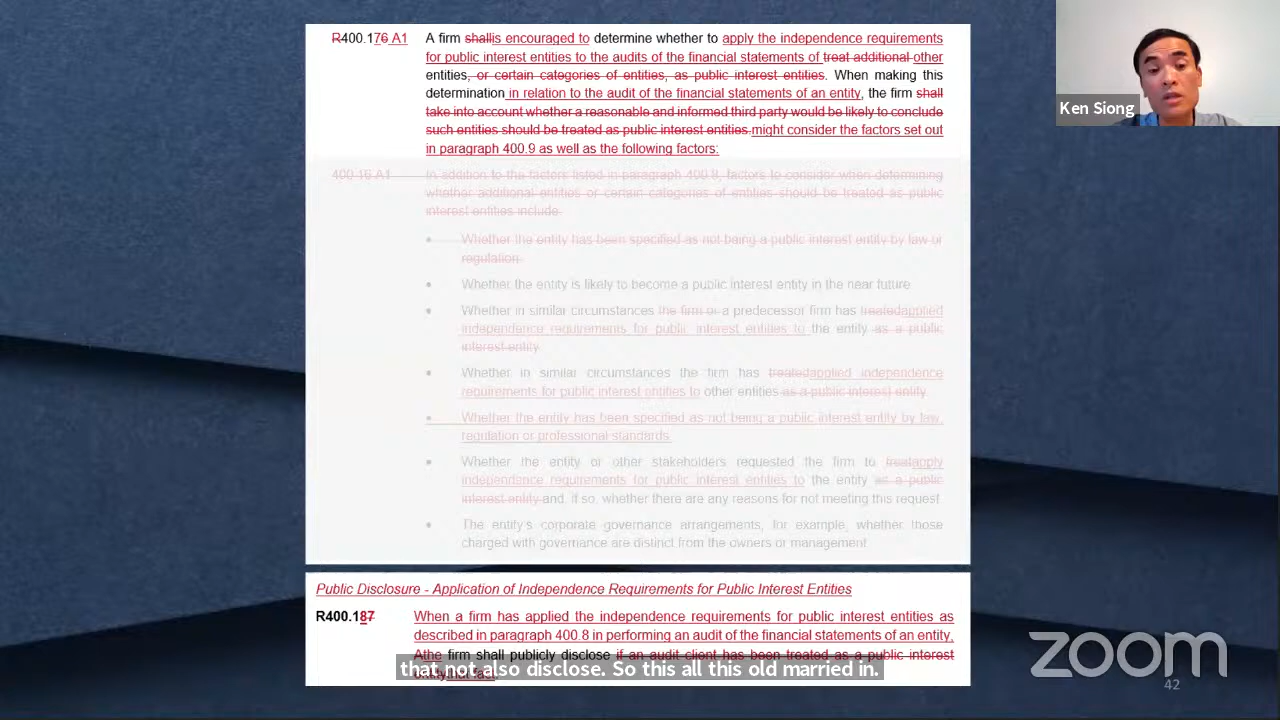 R400.176 A1 A firm shallis encouraged to determine whether to apply the independence requirements
for public interest entities to the audits of the financial statements of treat additional other
entities, or certain categories of entities, as public interest entities. When making this
determination in relation to the audit of the financial statements of an entity, the firm shall
take into account whether a reasonable and informed third party would be likely to conclude
such entities should be treated as public interest entities. might consider the factors set out
in paragraph 400.9 as well as the following factors:
Ken Siong
400.16 A1 In addition to the factors listed in paragraph 400.8, factors to consider when determining
whether additional entities or certain categories of entities should be treated as public
interest entities include:
• Whether the entity has been specified as not being a public interest entity by law or
regulation.
• Whether the entity is likely to become a public interest entity in the near future
• Whether in similar circumstances the firm or a predecessor firm has treatedapplied
independence requirements for public interest entities to the entity as a public
interest entity.
• Whether in similar circumstances the firm has treatedapplied independence
requirements for public interest entities to other entities as a public interest entity.
• Whether the entity has been specified as not being a public interest entity by law,
regulation or professional standards.
• Whether the entity or other stakeholders requested the firm to treatapply
independence requirements for public interest entities to the entity as a public
interest entity and, if so, whether there are any reasons for not meeting this request
• The entity's corporate governance arrangements, for example, whether those
charged with governance are distinct from the owners or management
Public Disclosure - Application of Independence Requirements for Public Interest Entities
R400.187 When a firm has applied the independence requirements for public interest entities as
described in paragraph 400.8 in performing an audit of the financial statements of an entity,
Athe firm shall publicly disclose if an audit client has been treated as a public interest
that not also disclose. So this all this old married in.
zoom
42